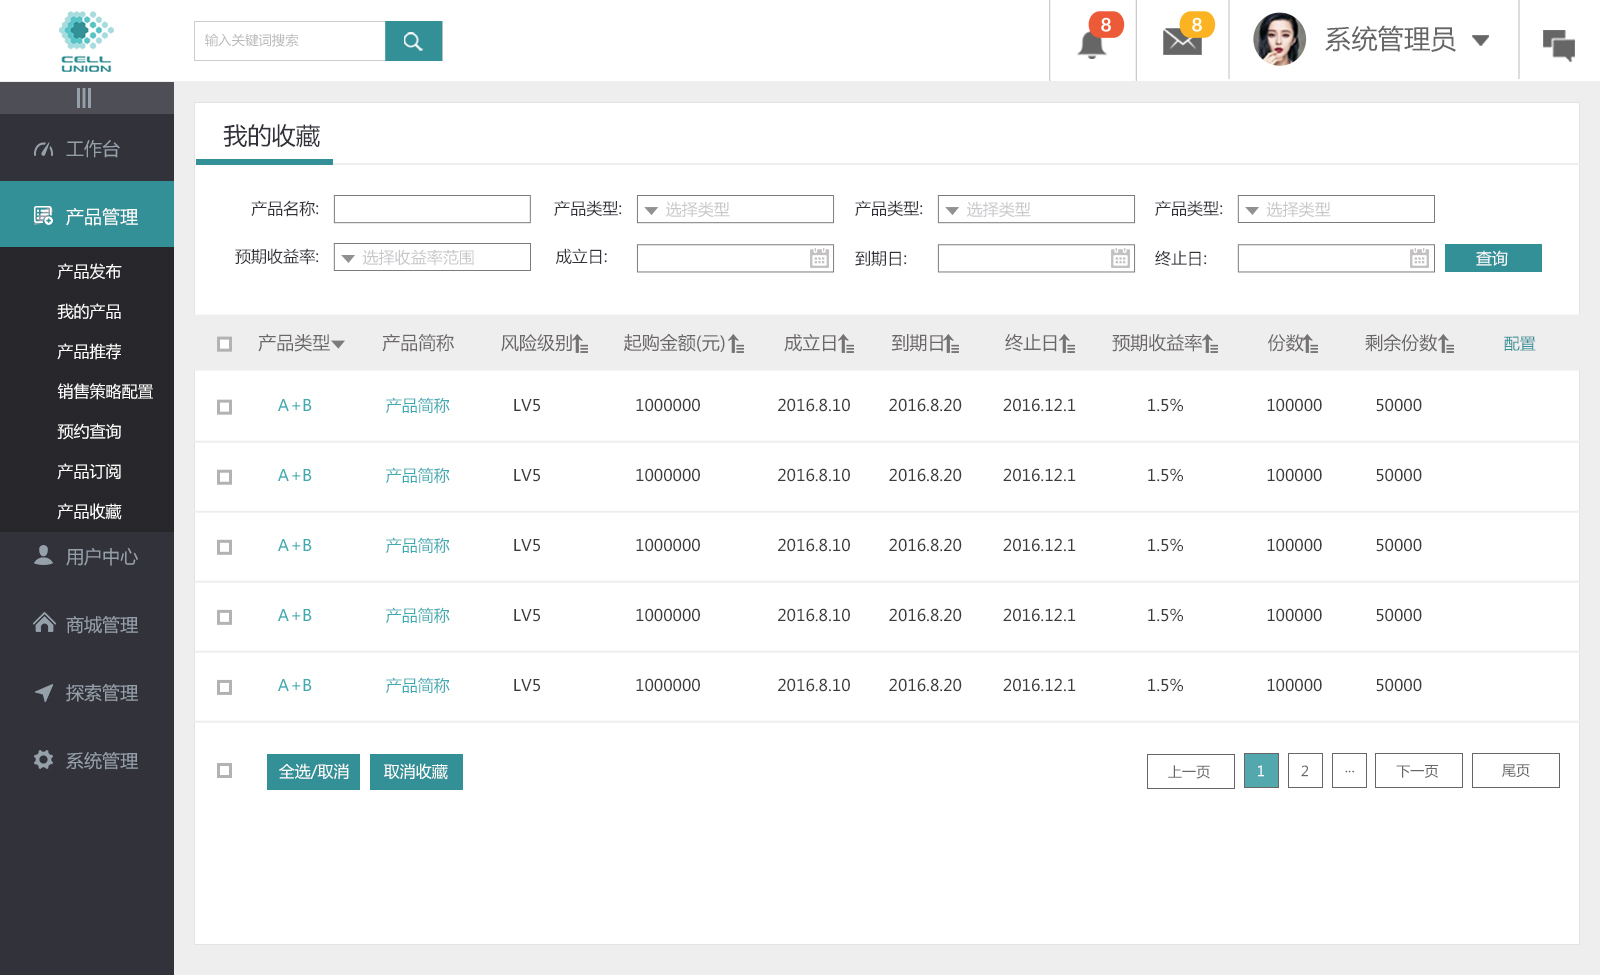 CELL
UNION
输入关键词搜索
8
8
系统管理员
工作台
产品管理
产品发布
我的产品
产品推荐
销售策略配置
预约查询
产品订阅
产品收藏
用户中心
商城管理
探索管理
系统管理
我的收藏
产品名称: 产品类型: 选择类型 产品类型: 选择类型 产品类型: 选择类型
预期收益率: 选择收益率范围 成立日: 到期日: 终止日: 查询
产品类型 产品简称 风险级别 起购金额(元) 成立日 到期日 终止日 预期收益率 份数 剩余份数 配置
A+B 产品简称 LV5 1000000 2016.8.10 2016.8.20 2016.12.1 1.5% 100000 50000
A+B 产品简称 LV5 1000000 2016.8.10 2016.8.20 2016.12.1 1.5% 100000 50000
A+B 产品简称 LV5 1000000 2016.8.10 2016.8.20 2016.12.1 1.5% 100000 50000
A+B 产品简称 LV5 1000000 2016.8.10 2016.8.20 2016.12.1 1.5% 100000 50000
A+B 产品简称 LV5 1000000 2016.8.10 2016.8.20 2016.12.1 1.5% 100000 50000
全选/取消 取消收藏 上一页 1 2 ... 下一页 尾页